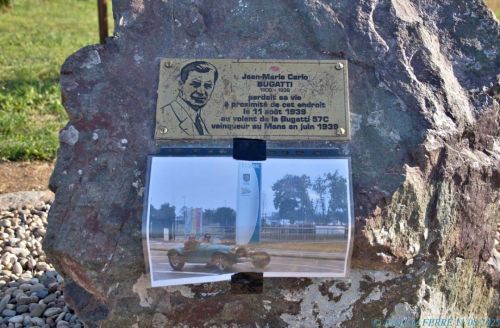 Jean-Marie Carlo
BUGATTI
1909 - 1939
perdait sa vie
à proximité de cet endroit
le 11 août 1939
au volant de la Bugatti 57C
vainqueur au Mans en juin 1939
FERRÉ